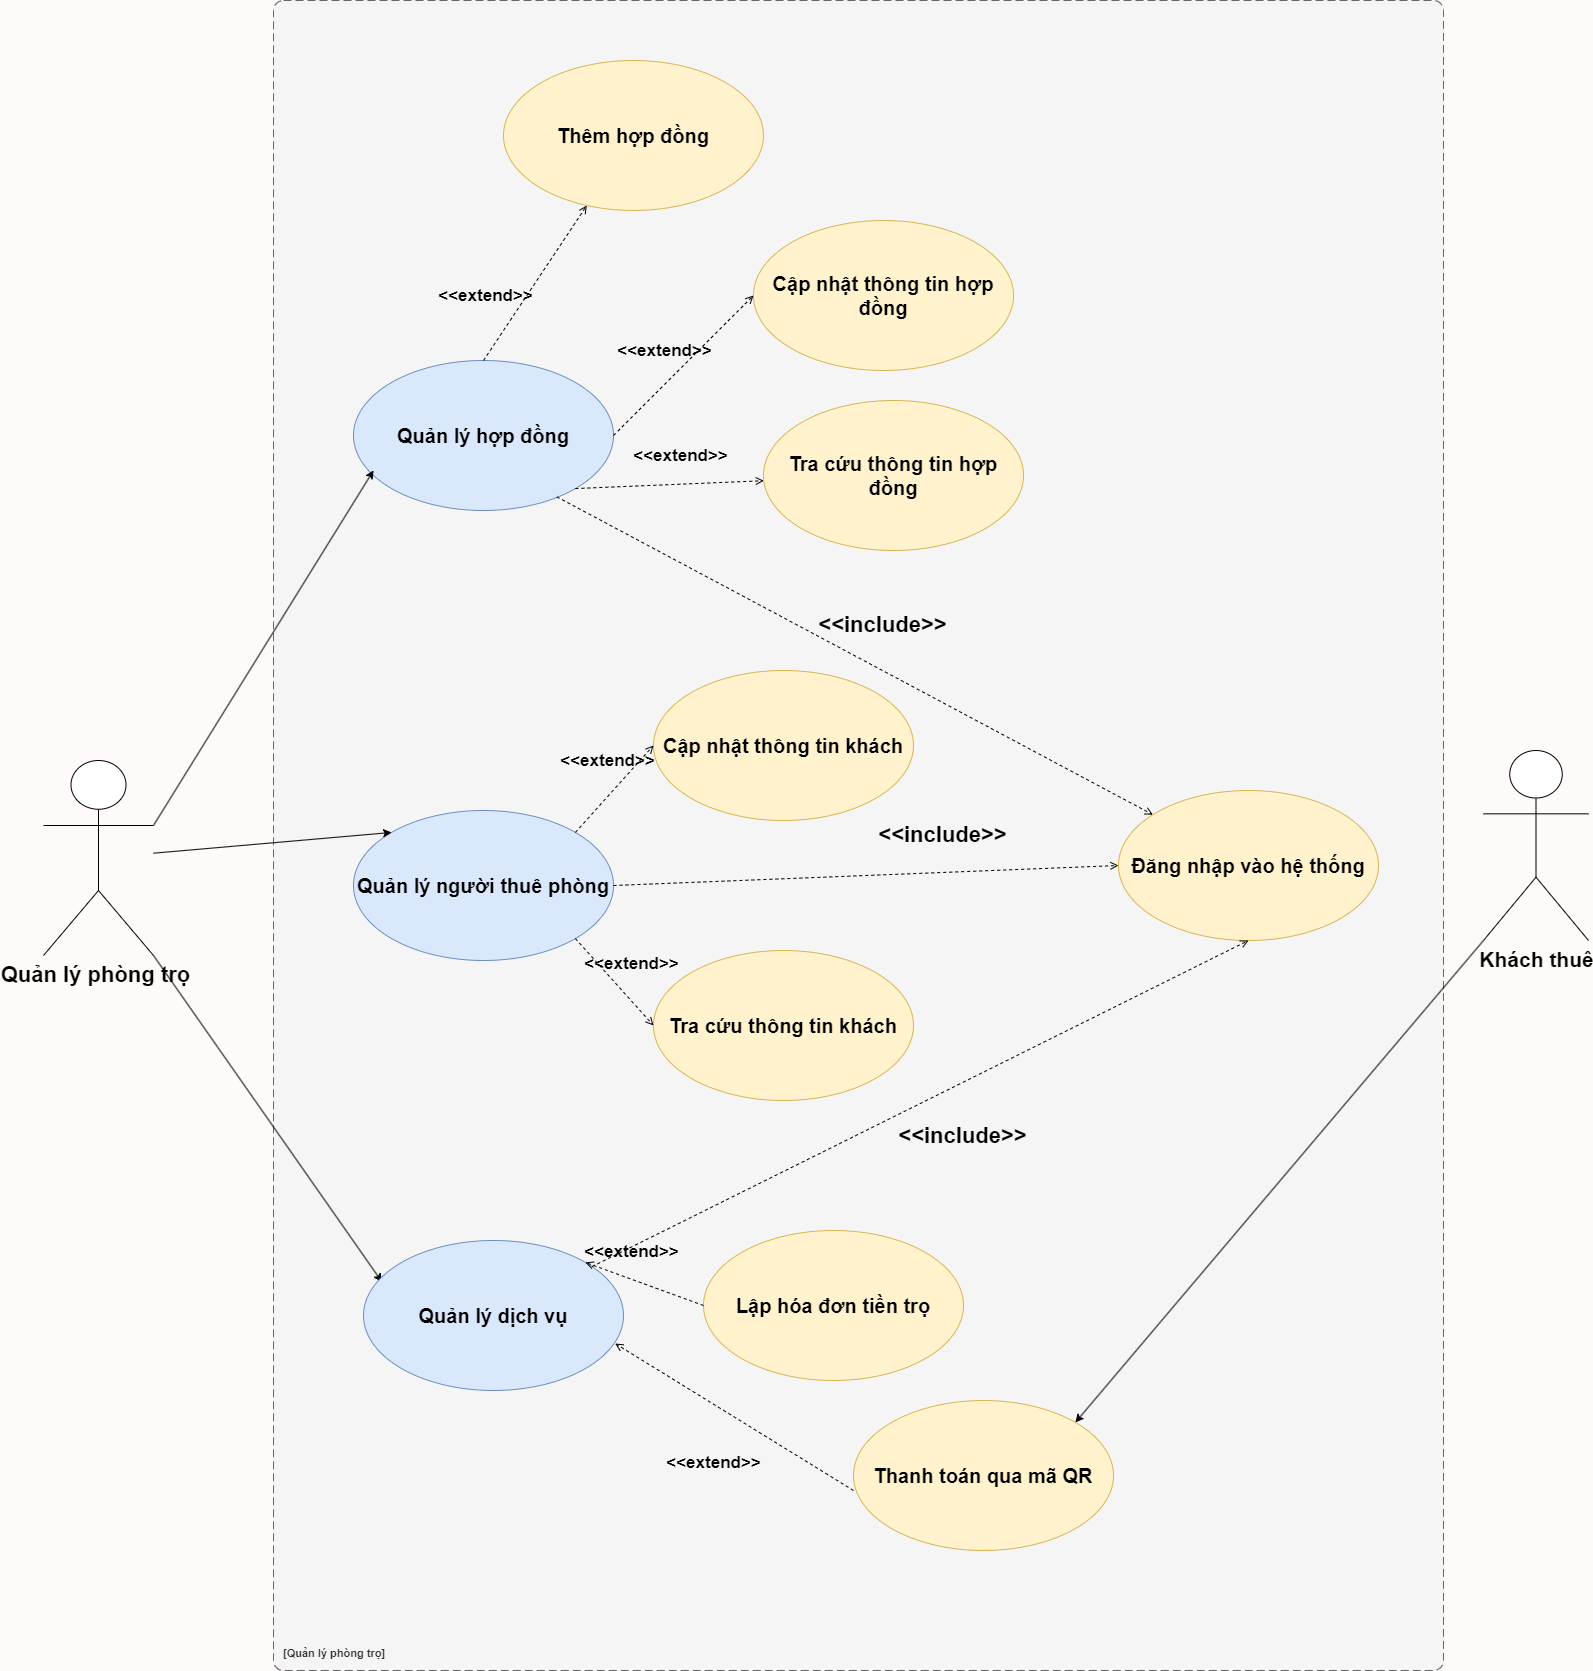 Thêm hợp đồng
<<extend>>
Cập nhật thông tin hợp
đồng
<<extend>>
Quản lý hợp đồng
<<extend>>
Tra cứu thông tin hợp
đồng
<<include>>
Cập nhật thông tin khách
<<extend>>
<<include>>
Đăng nhập vào hệ thống
Quản lý người thuê phòng
<<extend>>
Khách thuê
Quản lý phòng trọ
Tra cứu thông tin khách
<<include>>
<<extend>>
Lập hóa đơn tiền trọ
Quản lý dịch vụ
<<extend>>
Thanh toán qua mã QR
[Quản lý phòng trọ]